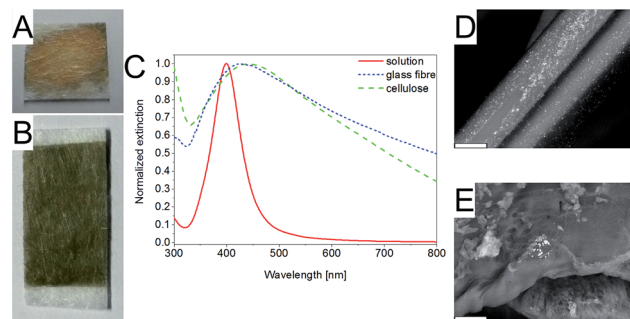 A
B
C
1.0
0.9
0.8
0.7
0.6
0.5
0.4
0.3
0.2
0.1
0.0
Normalized extinction
300 400 500 600 700 800
Wavelength [nm]
solution
glass fibre
cellulose
D
E